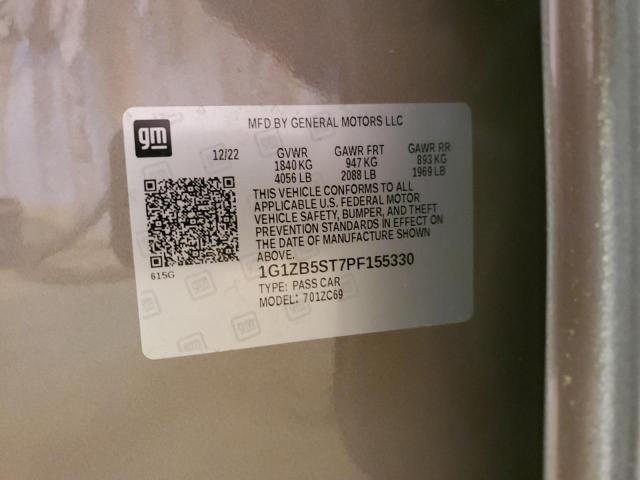 MFD BY GENERAL MOTORS LLC
gm
12/22 GVWR GAWR FRT GAWR RR
1840 KG 947 KG 893 KG
4056 LB 2088 LB 1969 LB
THIS VEHICLE CONFORMS TO ALL
APPLICABLE U.S. FEDERAL MOTOR
VEHICLE SAFETY, BUMPER, AND THEFT
PREVENTION STANDARDS IN EFFECT ON
THE DATE OF MANUFACTURE SHOWN
ABOVE.
615G
1G1ZB5ST7PF155330
TYPE: PASS CAR
MODEL: 701ZC69